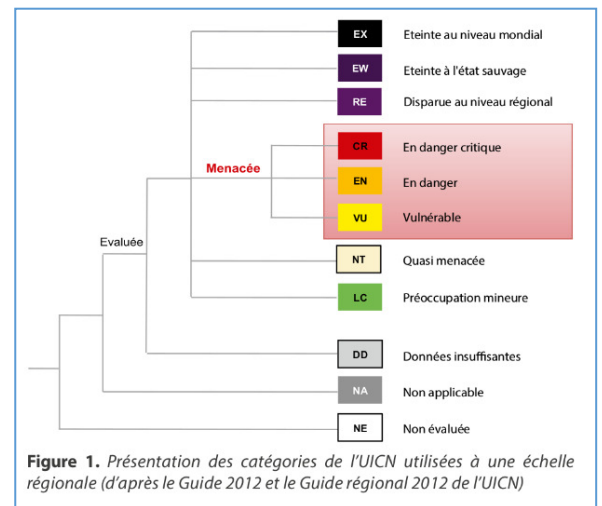 EX Eteinte au niveau mondial
EW Eteinte à l'état sauvage
RE Disparue au niveau régional
CR En danger critique
Menacée
EN En danger
VU Vulnérable
Evaluée
NT Quasi menacée
LC Préoccupation mineure
DD Données insuffisantes
NA Non applicable
NE Non évaluée
Figure 1. Présentation des catégories de l'UICN utilisées à une échelle
régionale (d'après le Guide 2012 et le Guide régional 2012 de l'UICN)